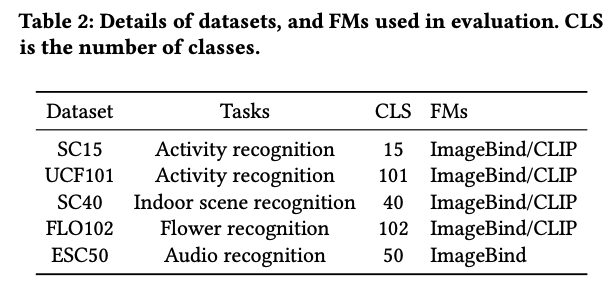 Table 2: Details of datasets, and FMs used in evaluation. CLS
is the number of classes.
Dataset Tasks CLS FMs
SC15 Activity recognition 15 ImageBind/CLIP
UCF101 Activity recognition 101 ImageBind/CLIP
SC40 Indoor scene recognition 40 ImageBind/CLIP
FLO102 Flower recognition 102 ImageBind/CLIP
ESC50 Audio recognition 50 ImageBind